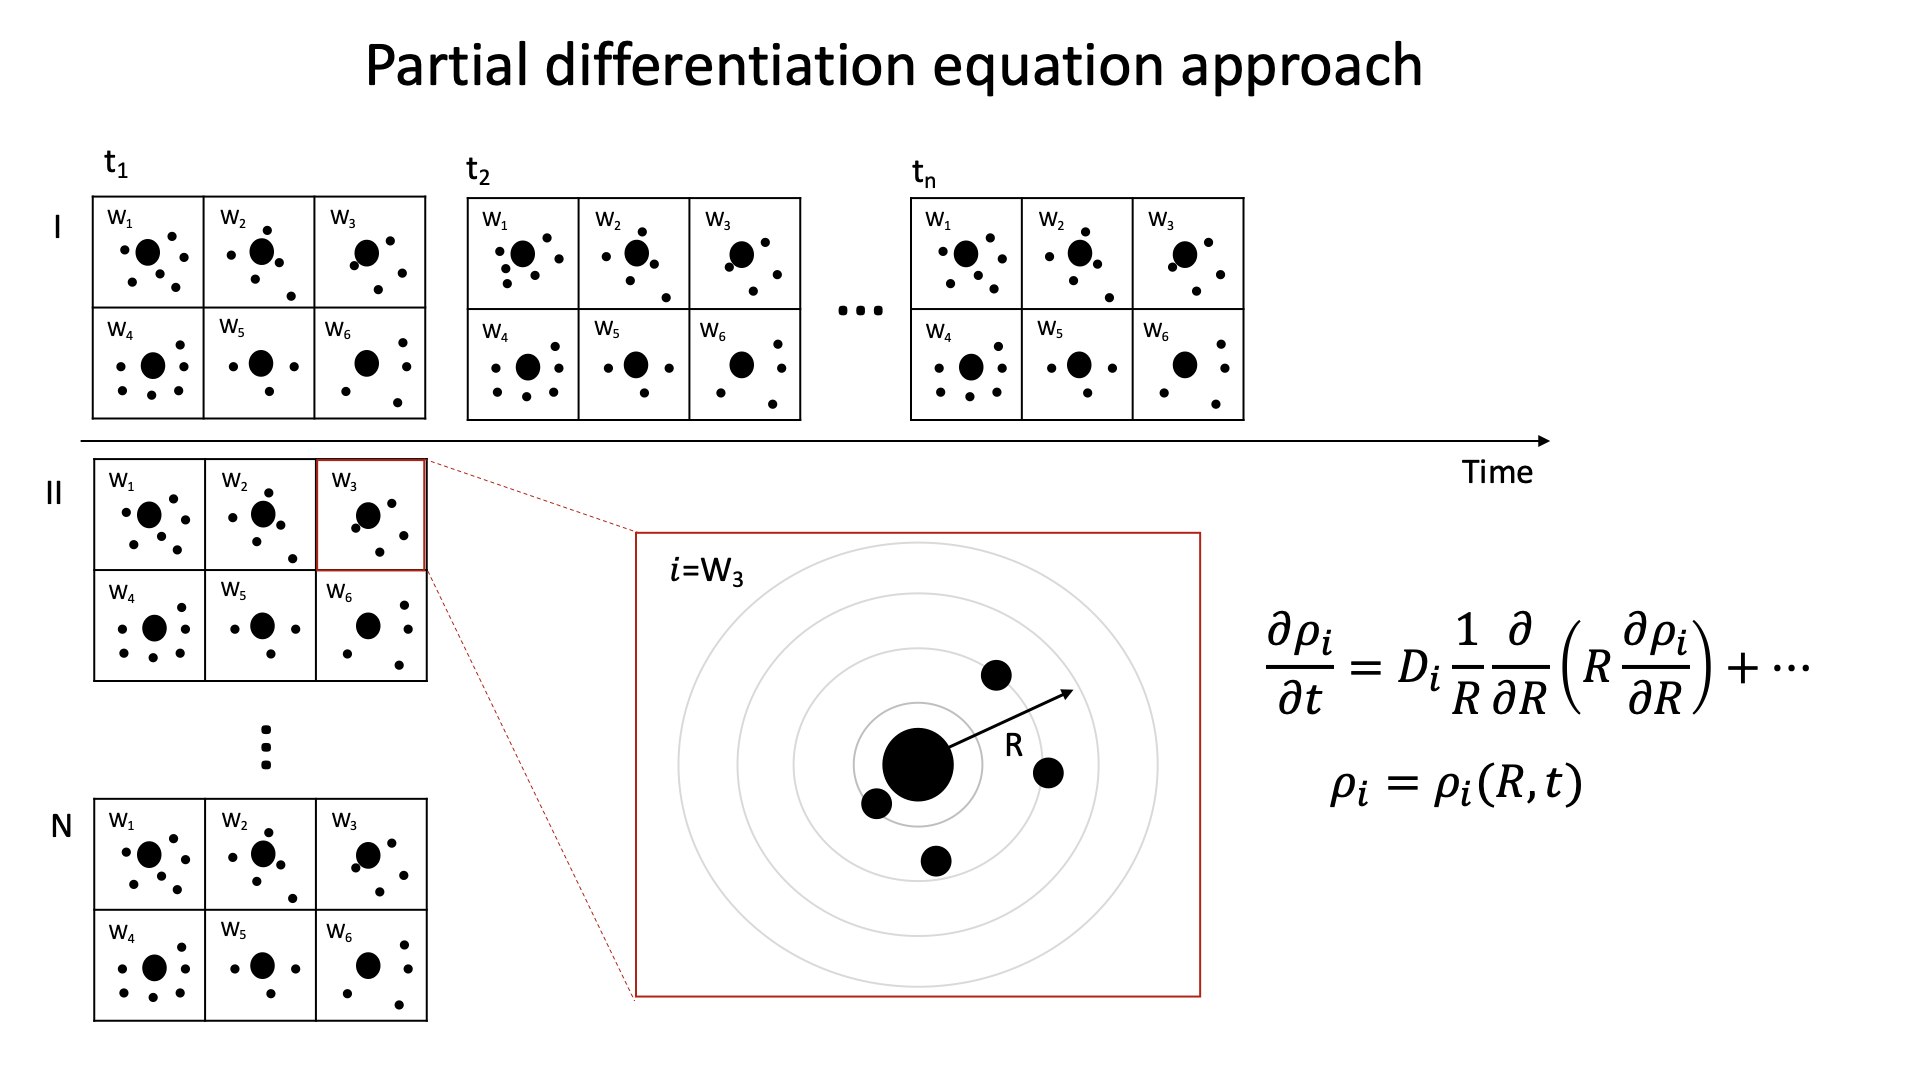 Partial differentiation equation approach
t₁ t₂ tₙ
I
W₁ W₂ W₃ W₁ W₂ W₃ W₁ W₂ W₃
...
W₄ W₅ W₆ W₄ W₅ W₆ W₄ W₅ W₆
Time
II
W₁ W₂ W₃
W₄ W₅ W₆
i=W₃
R
∂ρᵢ/∂t = Dᵢ 1/R ∂/∂R (R ∂ρᵢ/∂R) + ⋯
ρᵢ = ρᵢ(R, t)
⋮
N
W₁ W₂ W₃
W₄ W₅ W₆